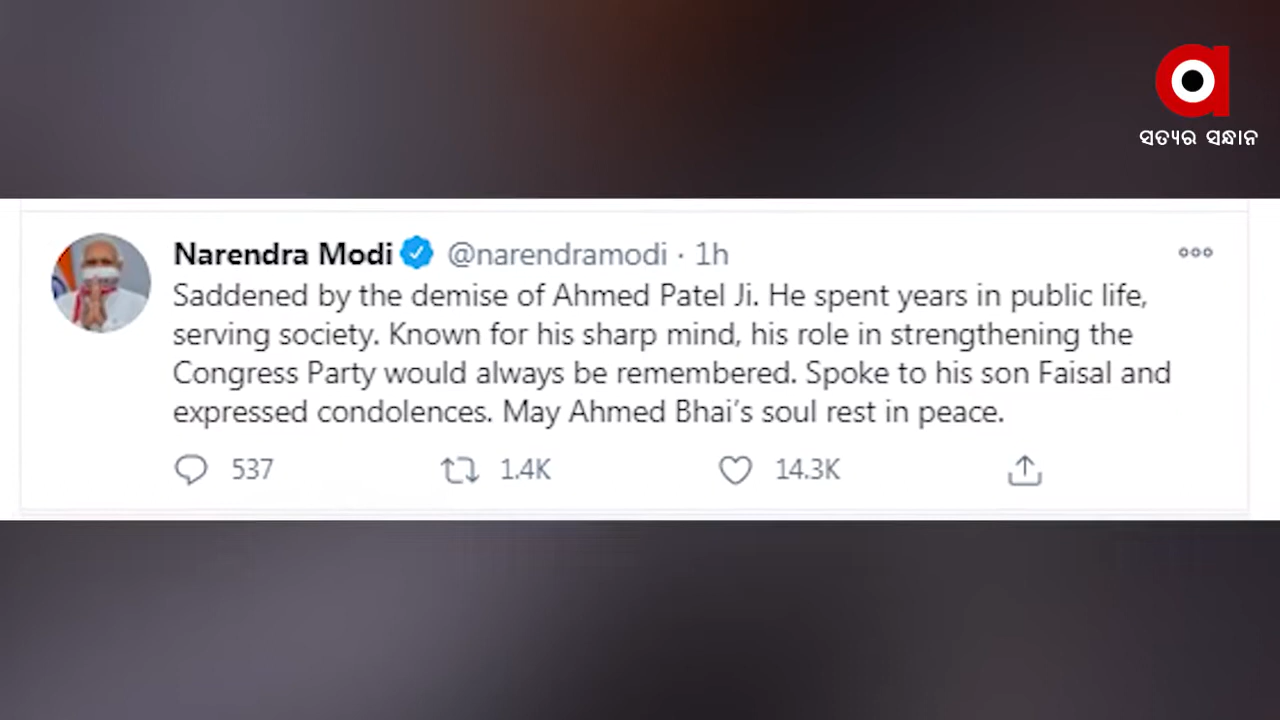 ସତ୍ୟର ସନ୍ଧାନ
Narendra Modi @narendramodi · 1h
Saddened by the demise of Ahmed Patel Ji. He spent years in public life,
serving society. Known for his sharp mind, his role in strengthening the
Congress Party would always be remembered. Spoke to his son Faisal and
expressed condolences. May Ahmed Bhai's soul rest in peace.
537 1.4K 14.3K